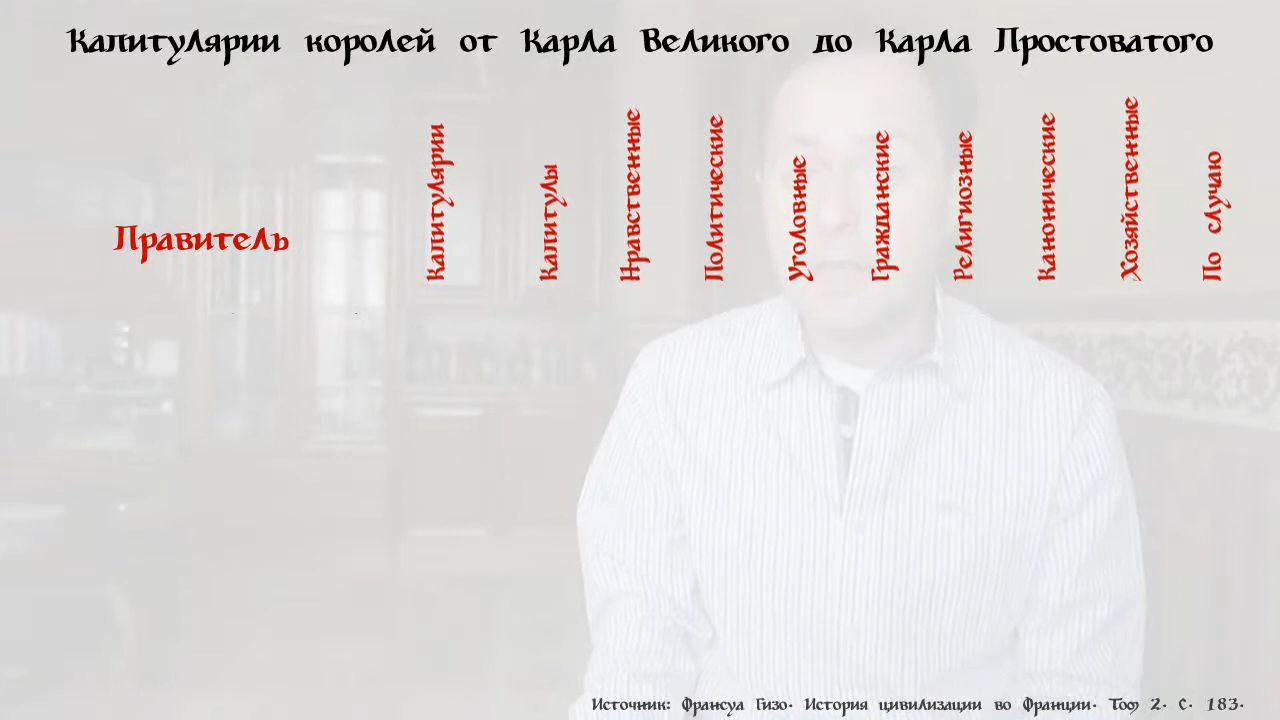 Капитулярии королей от Карла Великого до Карла Простоватого
Правитель
Капитулярии
Капитулы
Нравственные
Политические
Уголовные
Гражданские
Религиозные
Канонические
Хозяйственные
По случаю
Источник: Франсуа Гизо. История цивилизации во Франции. Том 2. С. 183.